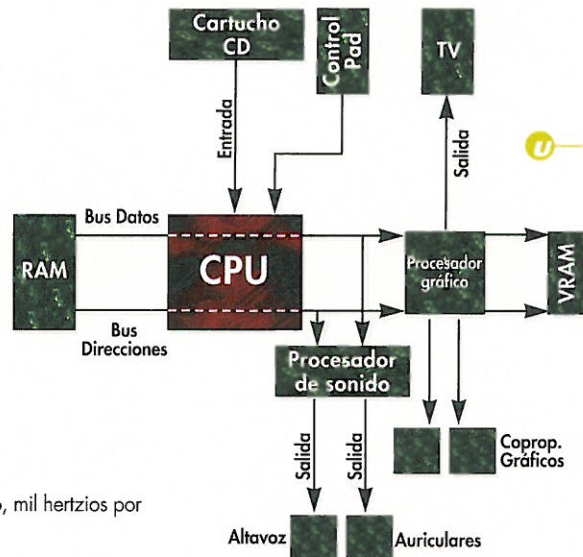 Cartucho
CD
Control
Pad
TV
Entrada
Salida
U
Bus Datos
RAM
CPU
Procesador
gráfico
VRAM
Bus
Direcciones
Procesador
de sonido
Salida
Salida
Coprop.
Gráficos
, mil hertzios por
Altavoz
Auriculares